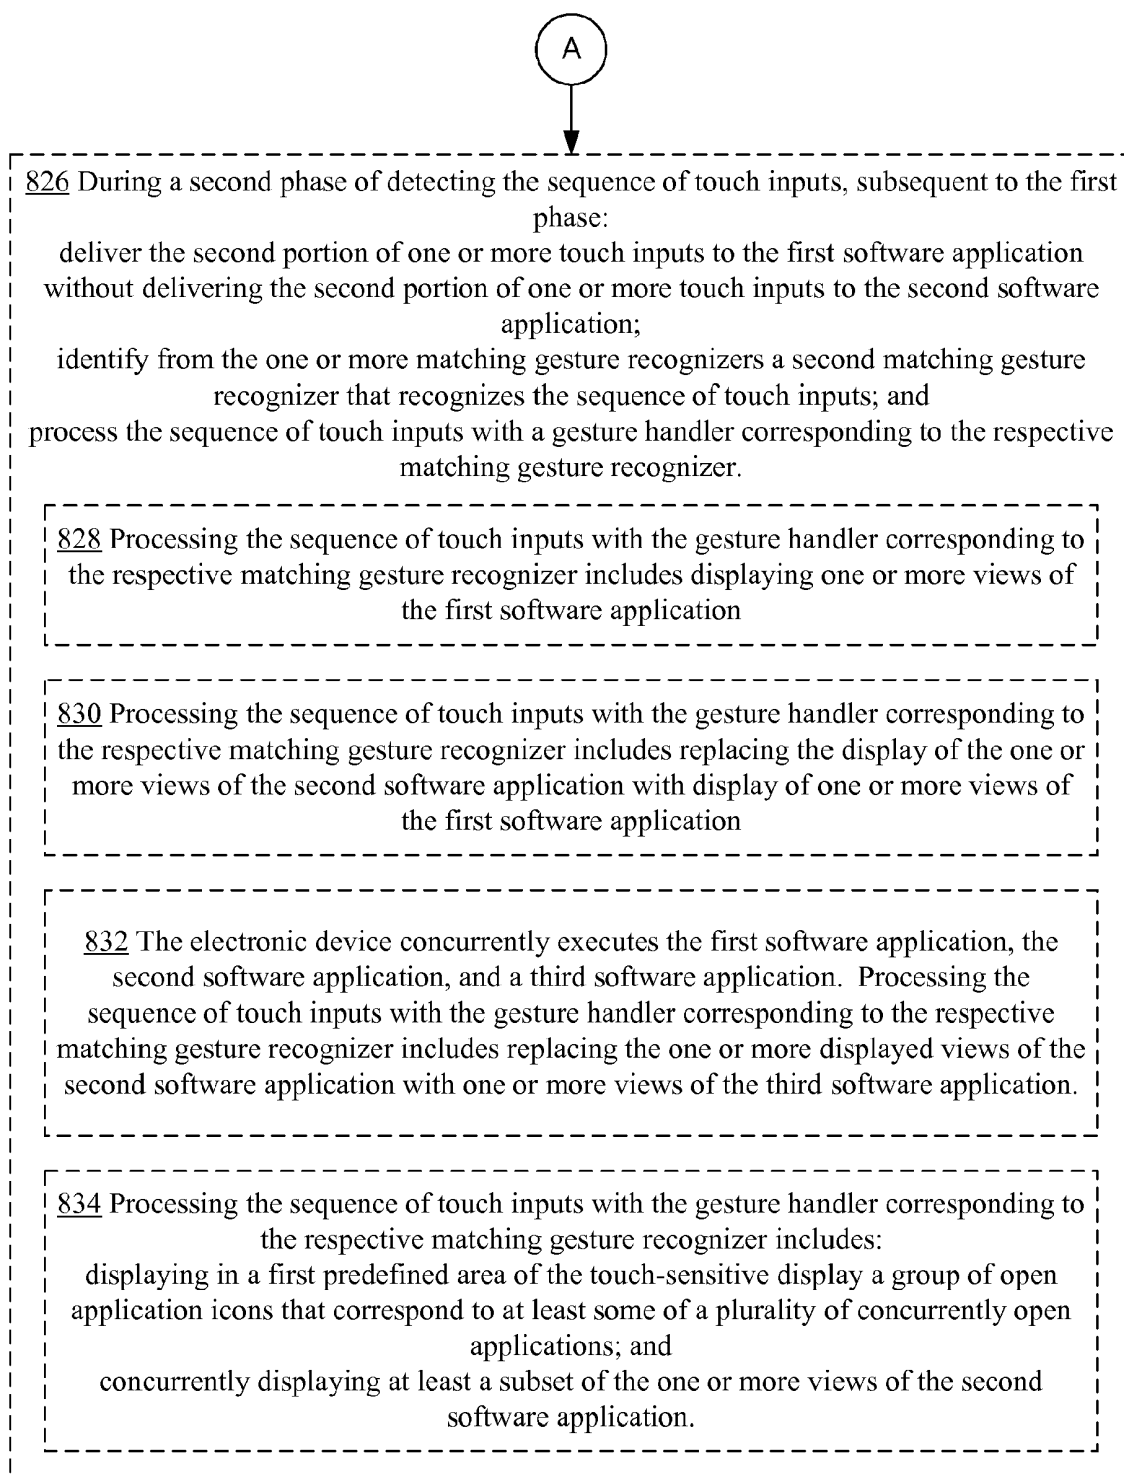 A
826 During a second phase of detecting the sequence of touch inputs, subsequent to the first
phase:
deliver the second portion of one or more touch inputs to the first software application
without delivering the second portion of one or more touch inputs to the second software
application;
identify from the one or more matching gesture recognizers a second matching gesture
recognizer that recognizes the sequence of touch inputs; and
process the sequence of touch inputs with a gesture handler corresponding to the respective
matching gesture recognizer.
828 Processing the sequence of touch inputs with the gesture handler corresponding to
the respective matching gesture recognizer includes displaying one or more views of
the first software application
830 Processing the sequence of touch inputs with the gesture handler corresponding to
the respective matching gesture recognizer includes replacing the display of the one or
more views of the second software application with display of one or more views of
the first software application
832 The electronic device concurrently executes the first software application, the
second software application, and a third software application.  Processing the
sequence of touch inputs with the gesture handler corresponding to the respective
matching gesture recognizer includes replacing the one or more displayed views of the
second software application with one or more views of the third software application.
834 Processing the sequence of touch inputs with the gesture handler corresponding to
the respective matching gesture recognizer includes:
displaying in a first predefined area of the touch-sensitive display a group of open
application icons that correspond to at least some of a plurality of concurrently open
applications; and
concurrently displaying at least a subset of the one or more views of the second
software application.